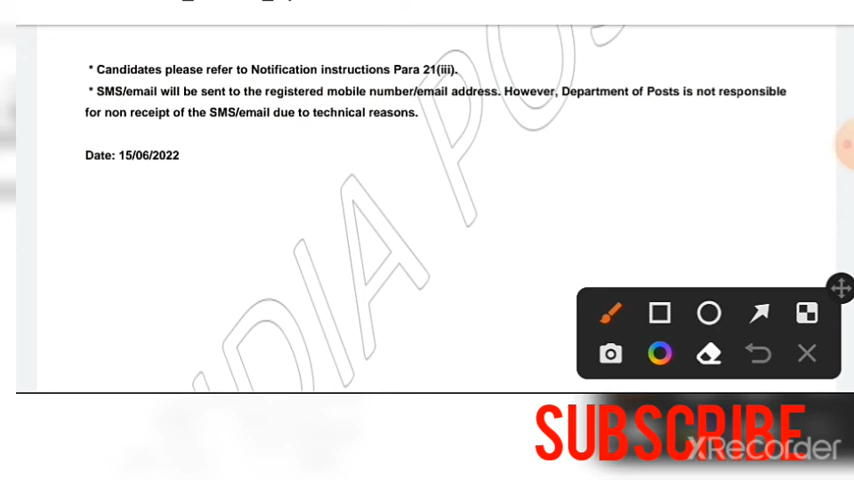 * Candidates please refer to Notification instructions Para 21(iii).
* SMS/email will be sent to the registered mobile number/email address. However, Department of Posts is not responsible
for non receipt of the SMS/email due to technical reasons.
Date: 15/06/2022
INDIA POST
SUBSCRIBE
XRecorder